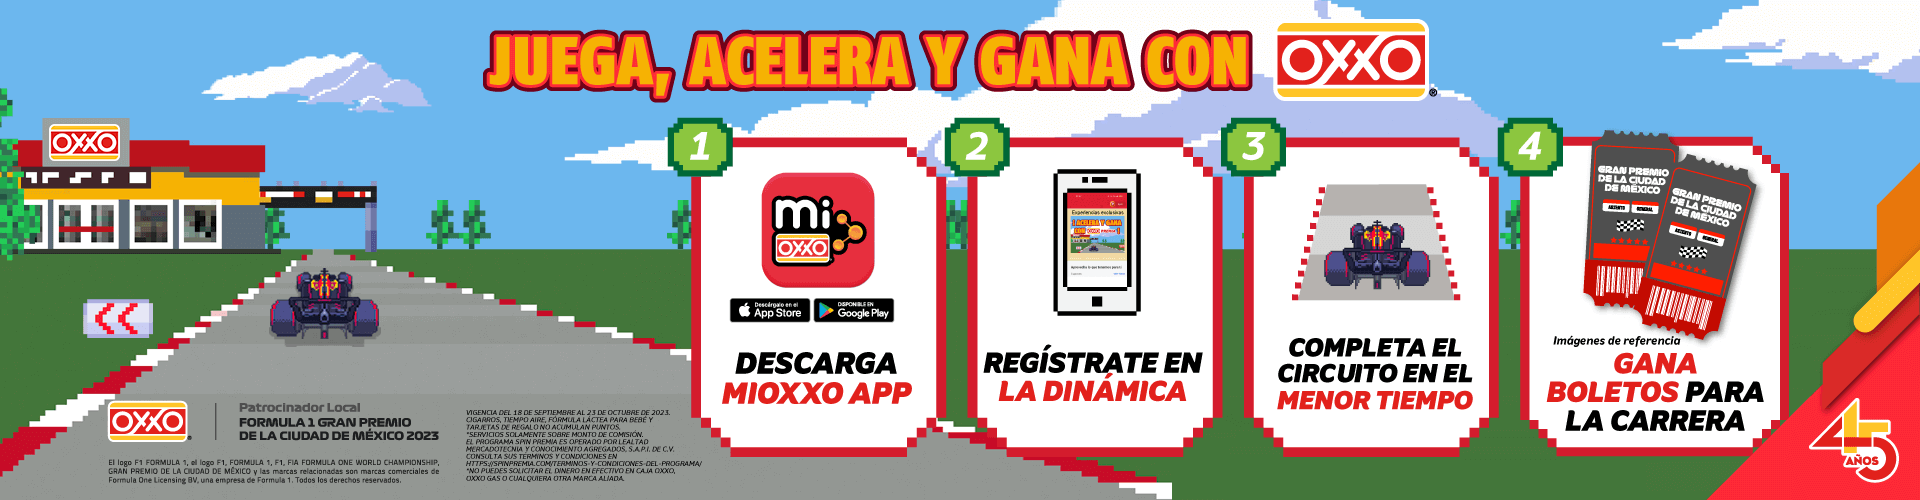 JUEGA, ACELERA Y GANA CON OXXO®
OXXO
1
mi
OXXO
Descárgalo en el
App Store
DISPONIBLE EN
Google Play
DESCARGA
MIOXXO APP
2
Experiencias exclusivas
ACELERA Y GANA
REGÍSTRATE EN
LA DINÁMICA
3
COMPLETA EL
CIRCUITO EN EL
MENOR TIEMPO
4
GRAN PREMIO
DE LA CIUDAD
DE MÉXICO
ASIENTO
GENERAL
GRAN PREMIO
DE LA CIUDAD
DE MÉXICO
ASIENTO
GENERAL
Imágenes de referencia
GANA
BOLETOS PARA
LA CARRERA
OXXO®
Patrocinador Local
FORMULA 1 GRAN PREMIO
DE LA CIUDAD DE MÉXICO 2023
El logo F1 FORMULA 1, el logo F1, FORMULA 1, F1, FIA FORMULA ONE WORLD CHAMPIONSHIP,
GRAN PREMIO DE LA CIUDAD DE MÉXICO y las marcas relacionadas son marcas comerciales de
Formula One Licensing BV, una empresa de Formula 1. Todos los derechos reservados.
VIGENCIA DEL 18 DE SEPTIEMBRE AL 23 DE OCTUBRE DE 2023.
CIGARROS, TIEMPO AIRE, FÓRMULA LÁCTEA PARA BEBÉ Y
TARJETAS DE REGALO NO ACUMULAN PUNTOS.
*SERVICIOS SOLAMENTE SOBRE MONTO DE COMISIÓN.
EL PROGRAMA SPIN PREMIA ES OPERADO POR LEALTAD
MERCADOTECNIA Y CONOCIMIENTO AGREGADOS, S.A.P.I. DE C.V.
CONSULTA SUS TÉRMINOS Y CONDICIONES EN
HTTPS://SPINPREMIA.COM/TERMINOS-Y-CONDICIONES-DEL-PROGRAMA/
*NO PUEDES SOLICITAR EL DINERO EN EFECTIVO EN CAJA OXXO,
OXXO GAS O CUALQUIERA OTRA MARCA ALIADA.
45
AÑOS